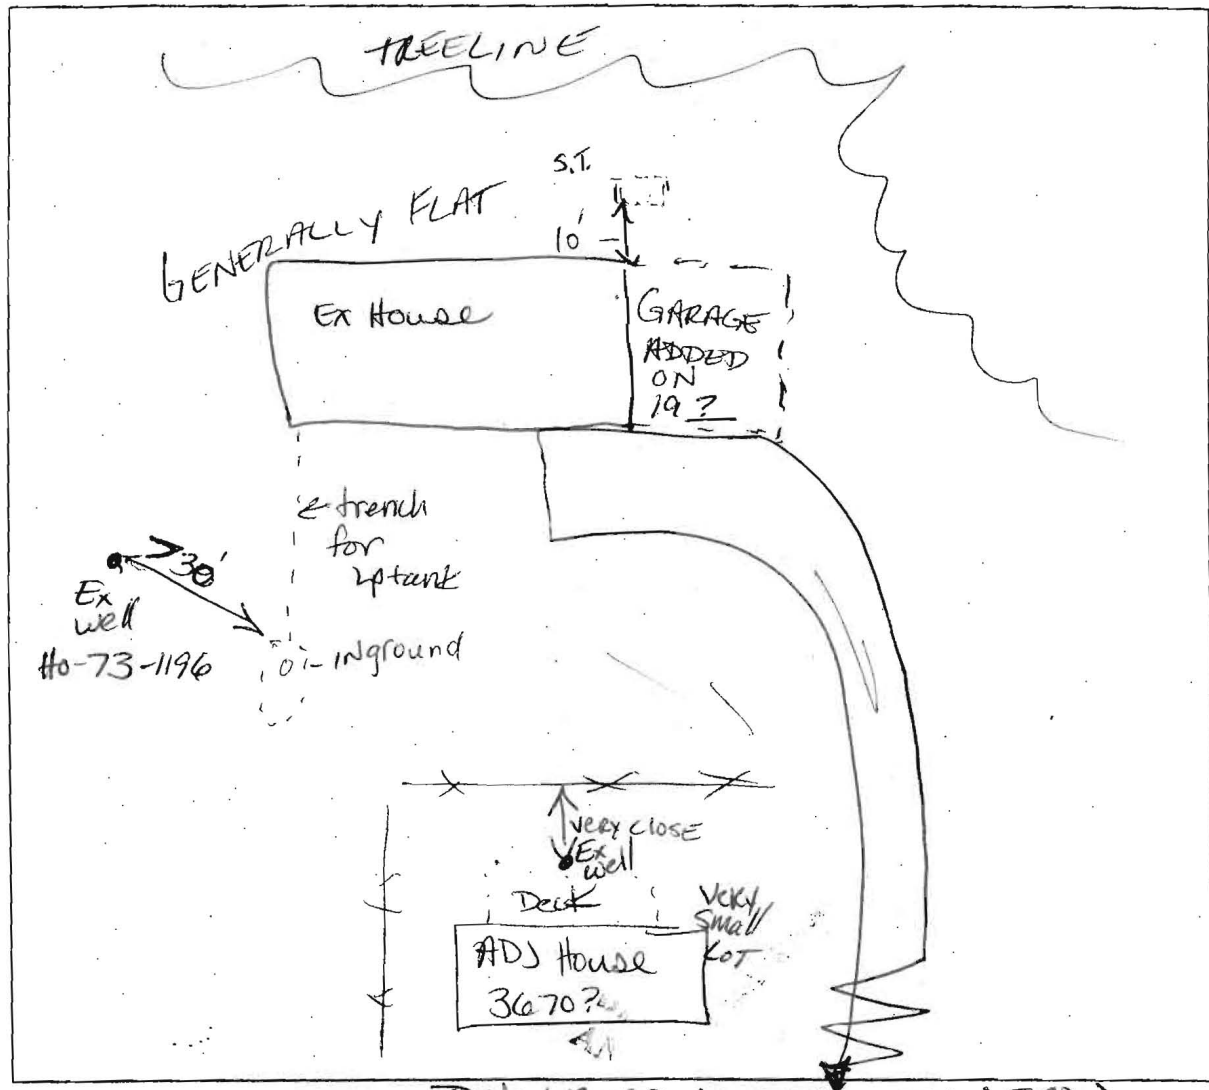 TREELINE
S.T.
10'
GENERALLY FLAT
Ex House
GARAGE
ADDED
ON
19 ?
← trench
for
lp tank
>30'
Ex
well
Ho-73-1196
inground
very close
Ex
well
Deck
Very
Small
LOT
ADJ House
3670?